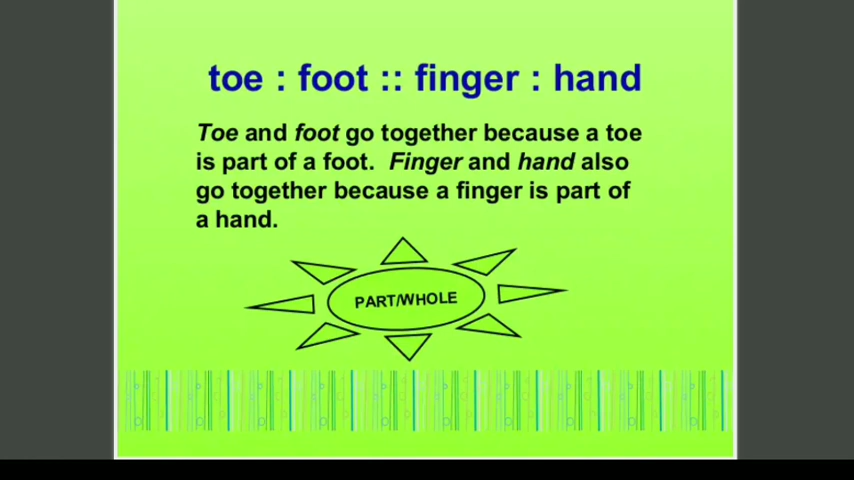 toe : foot :: finger : hand
Toe and foot go together because a toe
is part of a foot. Finger and hand also
go together because a finger is part of
a hand.
PART/WHOLE